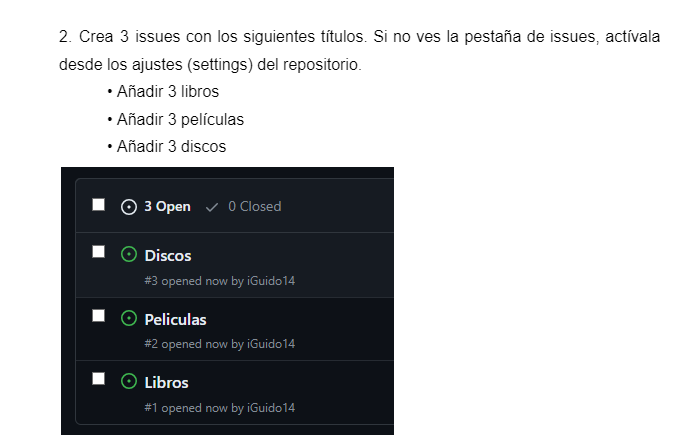 2. Crea 3 issues con los siguientes títulos. Si no ves la pestaña de issues, actívala
desde los ajustes (settings) del repositorio.
• Añadir 3 libros
• Añadir 3 películas
• Añadir 3 discos
3 Open 0 Closed
Discos
#3 opened now by iGuido14
Peliculas
#2 opened now by iGuido14
Libros
#1 opened now by iGuido14